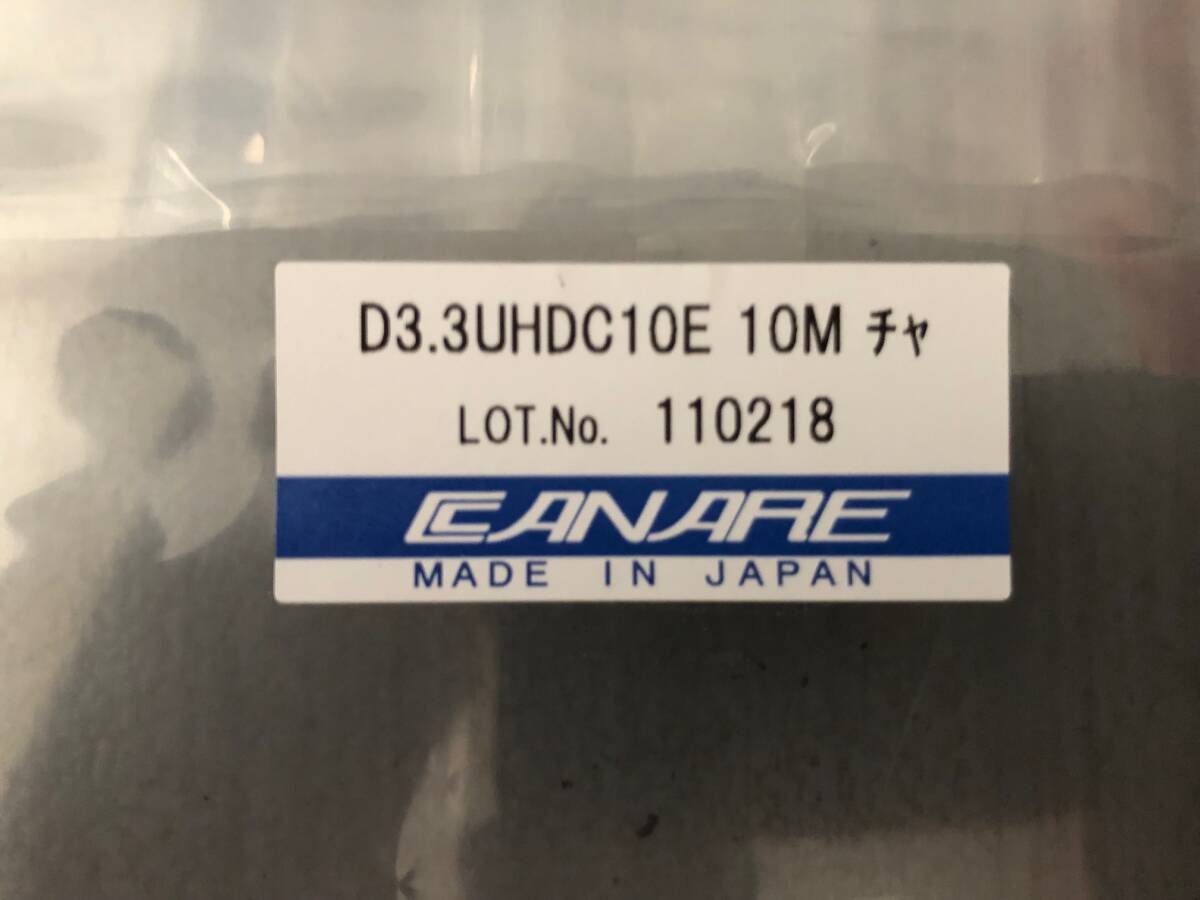 D3.3UHDC10E 10M ﾁｬ
LOT.No. 110218
CANARE
MADE IN JAPAN